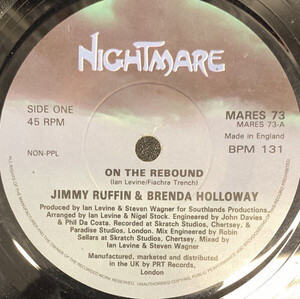 NIGHTMARE
SIDE ONE
45 RPM
MARES 73
MARES 73-A
Made in England
NON-PPL
BPM 131
ON THE REBOUND
(Ian Levine/Fiachra Trench)
JIMMY RUFFIN & BRENDA HOLLOWAY
Produced by Ian Levine & Steven Wagner for Southlands Productions.
Arranged by Ian Levine & Nigel Stock. Engineered by John Davies
& Phil Da Costa. Recorded at Skratch Studios, Chertsey, &
Paradise Studios, London. Mix Engineered by Robin
Sellars at Skratch Studios, Chertsey. Mixed by
Ian Levine & Steven Wagner
Manufactured, marketed and distributed
in the UK by PRT Records,
London